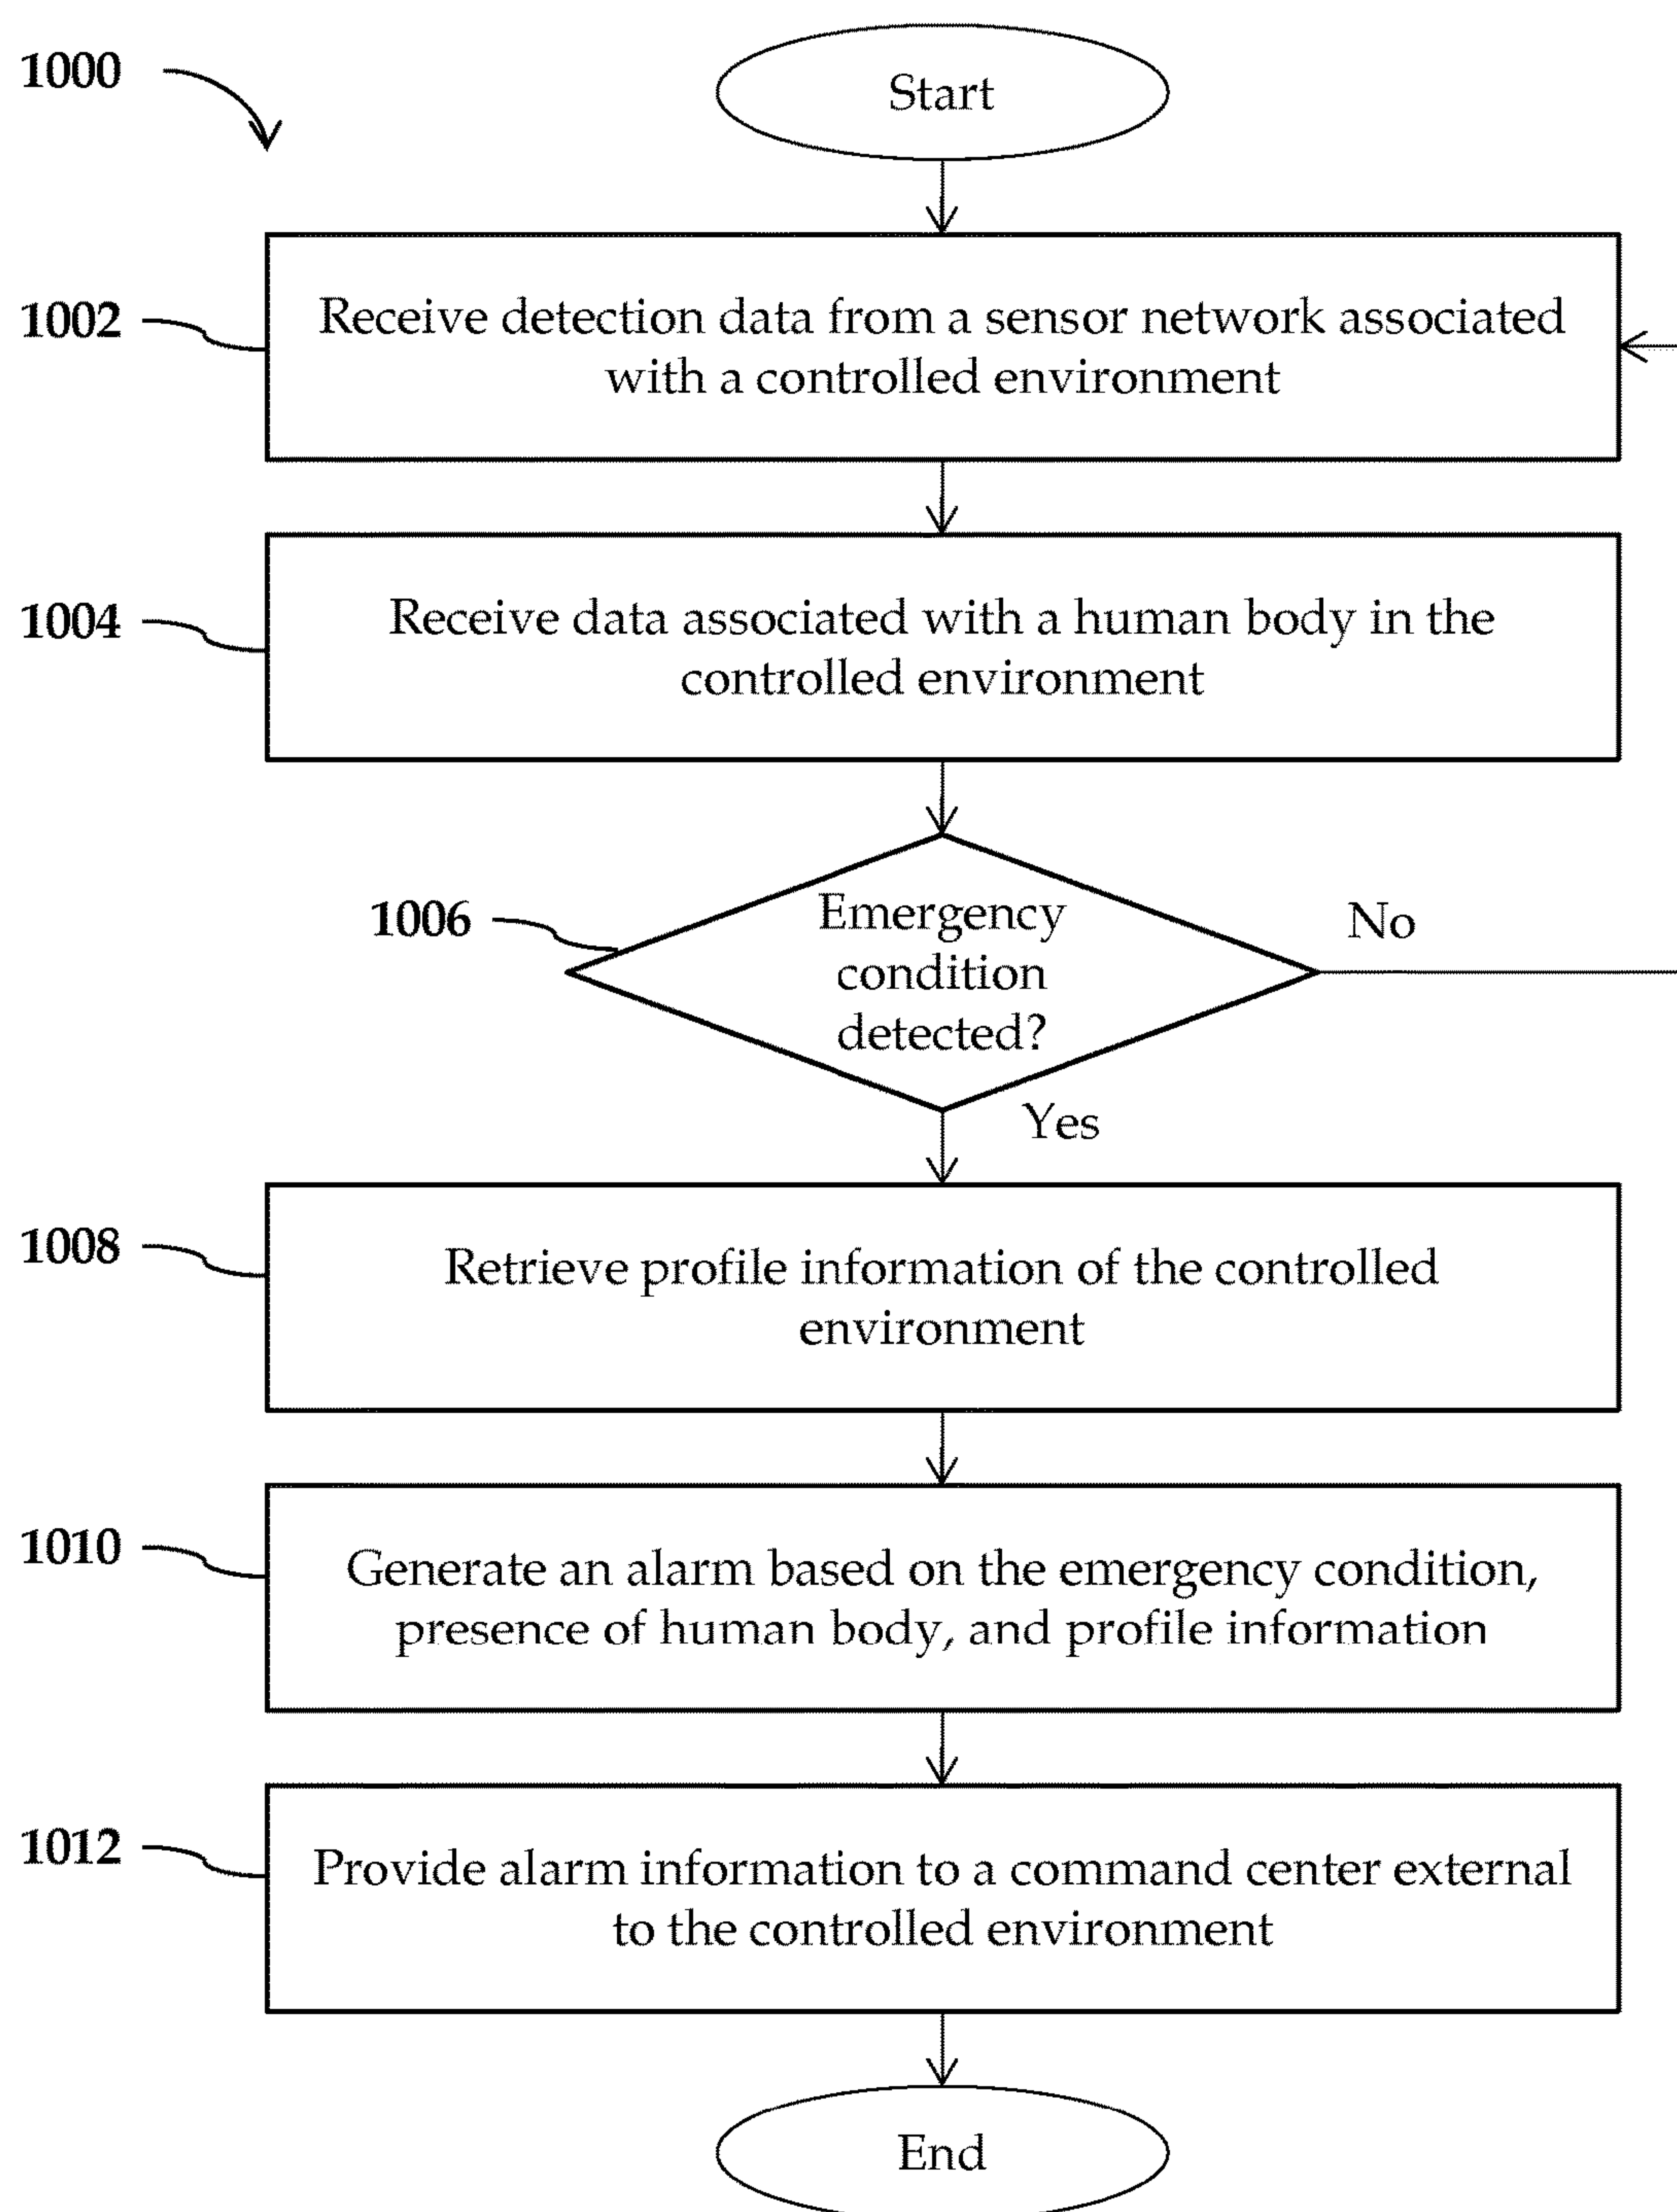 1000
Start
1002
Receive detection data from a sensor network associated
with a controlled environment
1004
Receive data associated with a human body in the
controlled environment
1006
Emergency
condition
detected?
No
Yes
1008
Retrieve profile information of the controlled
environment
1010
Generate an alarm based on the emergency condition,
presence of human body, and profile information
1012
Provide alarm information to a command center external
to the controlled environment
End